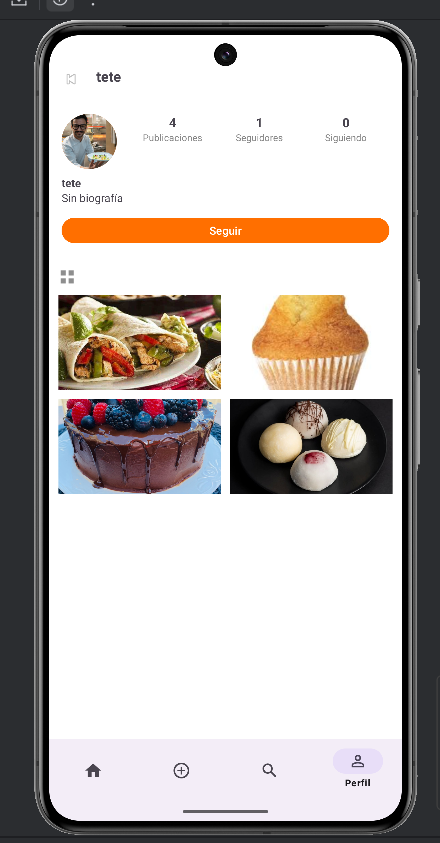 tete
4 1 0
Publicaciones Seguidores Siguiendo
tete
Sin biografía
Seguir
Perfil